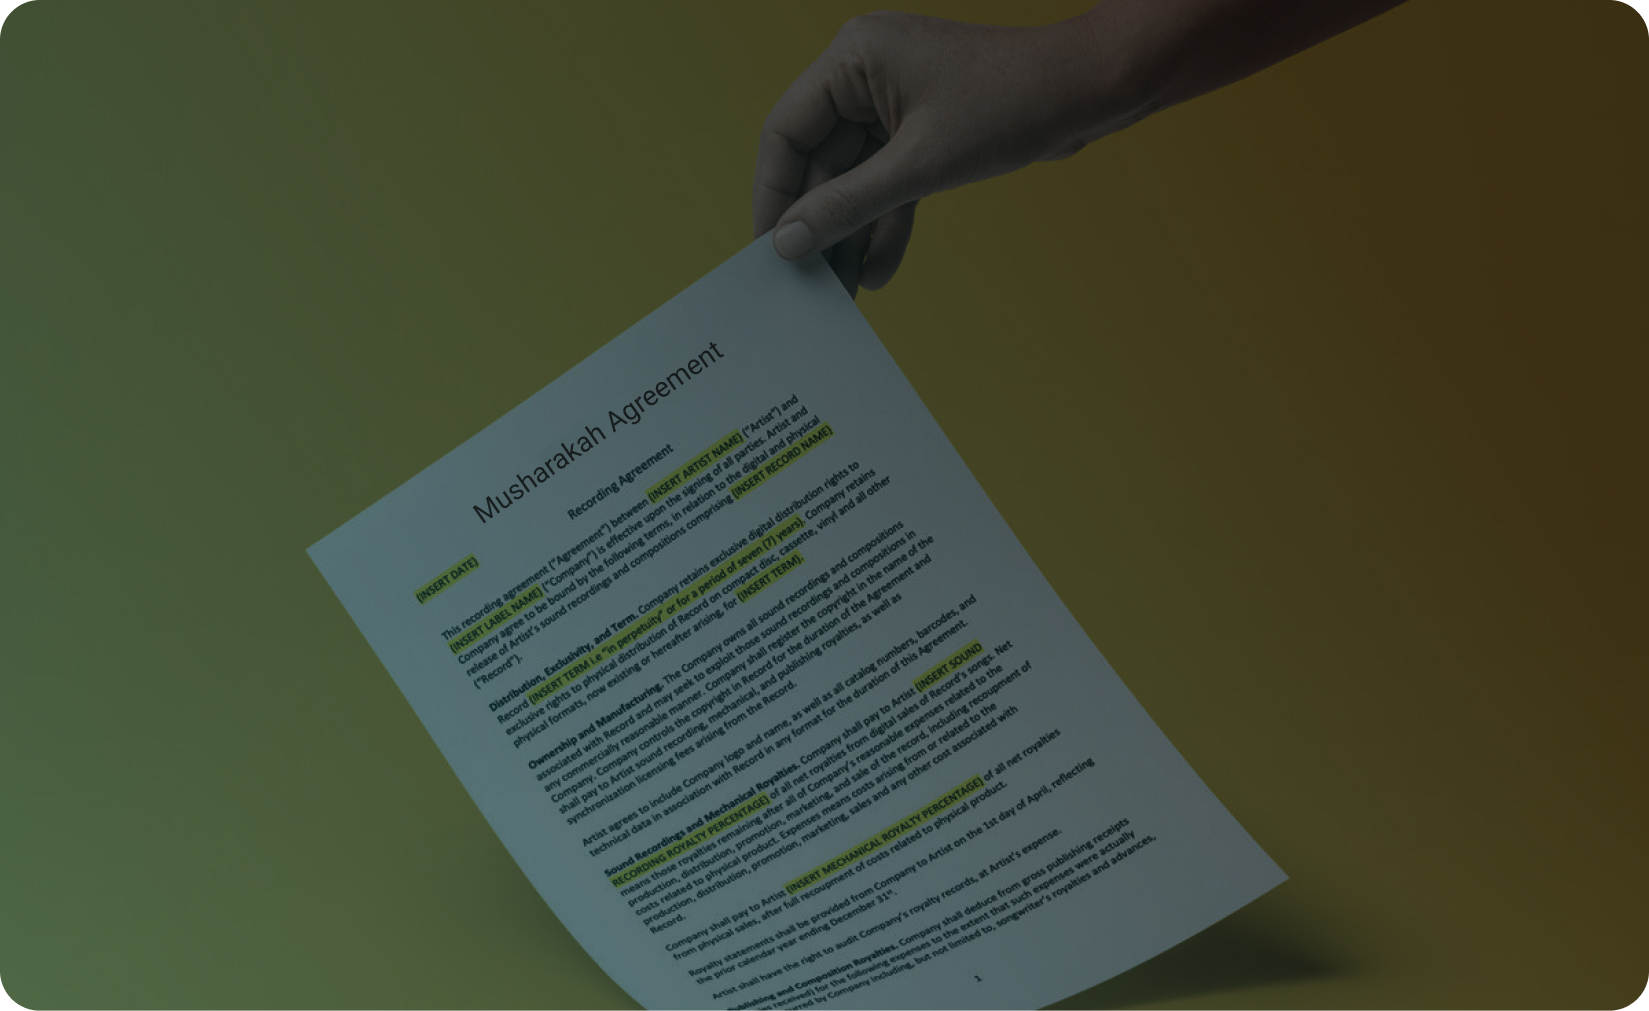 Musharakah Agreement
Recording Agreement
(INSERT DATE)
This recording agreement ("Agreement") between (INSERT ARTIST NAME) ("Artist") and
(INSERT LABEL NAME) ("Company") is effective upon the signing of all parties. Artist and
Company agree to be bound by the following terms, in relation to the digital and physical
release of Artist's sound recordings and compositions comprising (INSERT RECORD NAME)
("Record").
Distribution, Exclusivity, and Term. Company retains exclusive digital distribution rights to
Record (INSERT TERM i.e "in perpetuity" or for a period of seven (7) years). Company retains
exclusive rights to physical distribution of Record on compact disc, cassette, vinyl and all other
physical formats, now existing or hereafter arising, for (INSERT TERM).
Ownership and Manufacturing. The Company owns all sound recordings and compositions
associated with Record and may seek to exploit those sound recordings and compositions in
any commercially reasonable manner. Company shall register the copyright in the name of the
Company. Company controls the copyright in Record for the duration of the Agreement and
shall pay to Artist sound recording, mechanical, and publishing royalties, as well as
synchronization licensing fees arising from the Record.
Artist agrees to include Company logo and name, as well as all catalog numbers, barcodes, and
technical data in association with Record in any format for the duration of this Agreement.
Sound Recordings and Mechanical Royalties. Company shall pay to Artist (INSERT SOUND
RECORDING ROYALTY PERCENTAGE) of all net royalties from digital sales of Record's songs. Net
means those royalties remaining after all of Company's reasonable expenses related to the
production, distribution, promotion, marketing, and sale of the record, including recoupment of
costs related to physical product. Expenses means costs arising from or related to the
production, distribution, promotion, marketing, sales and any other cost associated with
Record.
Company shall pay to Artist (INSERT MECHANICAL ROYALTY PERCENTAGE) of all net royalties
from physical sales, after full recoupment of costs related to physical product.
Royalty statements shall be provided from Company to Artist on the 1st day of April, reflecting
the prior calendar year ending December 31st.
Artist shall have the right to audit Company's royalty records, at Artist's expense.
Publishing and Composition Royalties. Company shall deduce from gross publishing receipts
received) for the following expenses to the extent that such expenses were actually
by Company including, but not limited to, songwriter's royalties and advances,
1